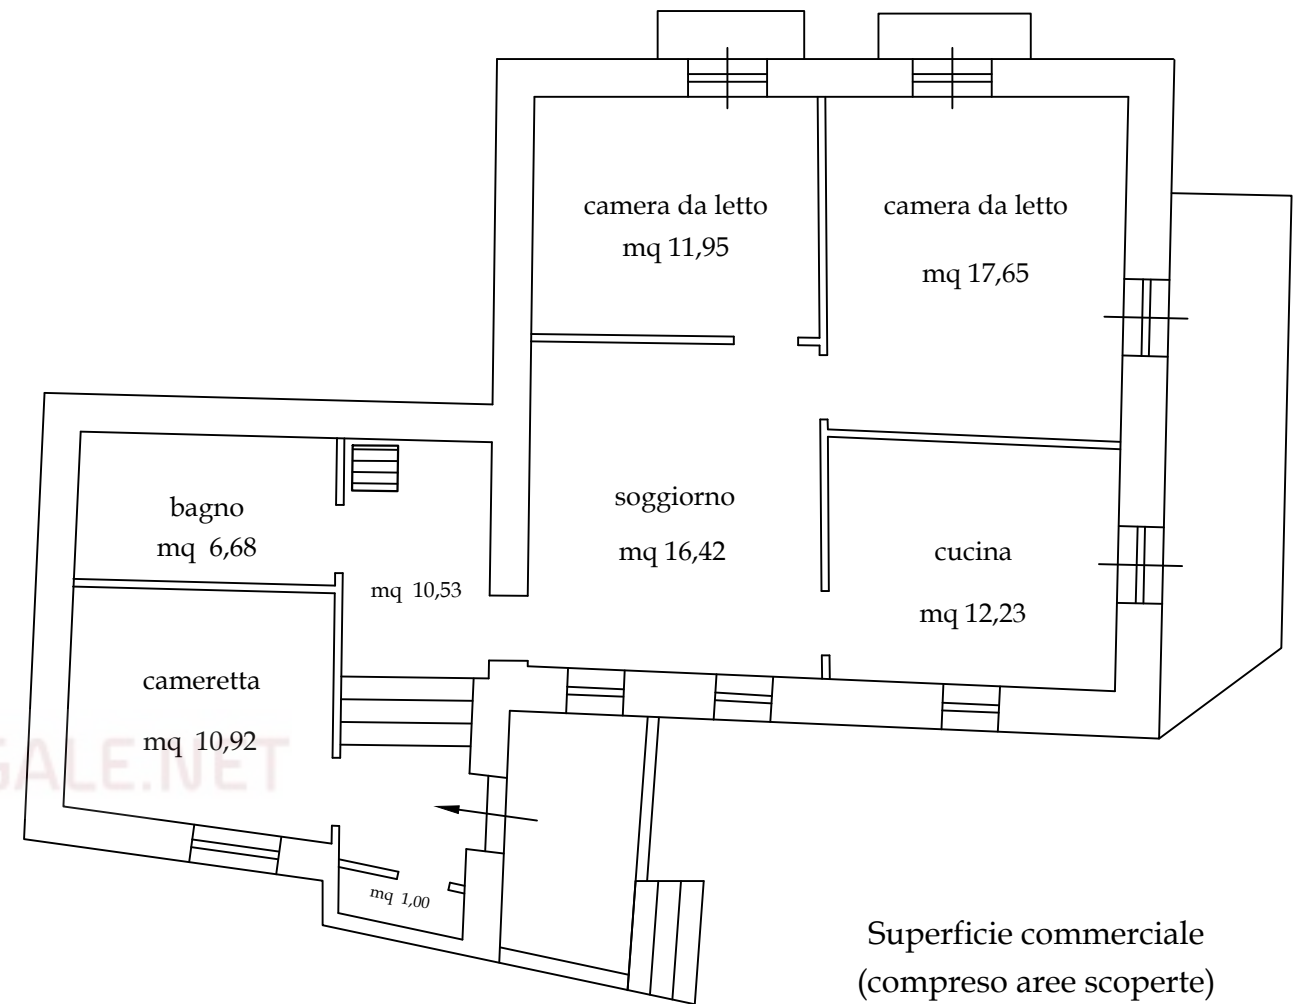 camera da letto
mq 11,95
camera da letto
mq 17,65
bagno
mq 6,68
mq 10,53
soggiorno
mq 16,42
cucina
mq 12,23
cameretta
mq 10,92
GALE.NET
mq 1,00
Superficie commerciale
(compreso aree scoperte)